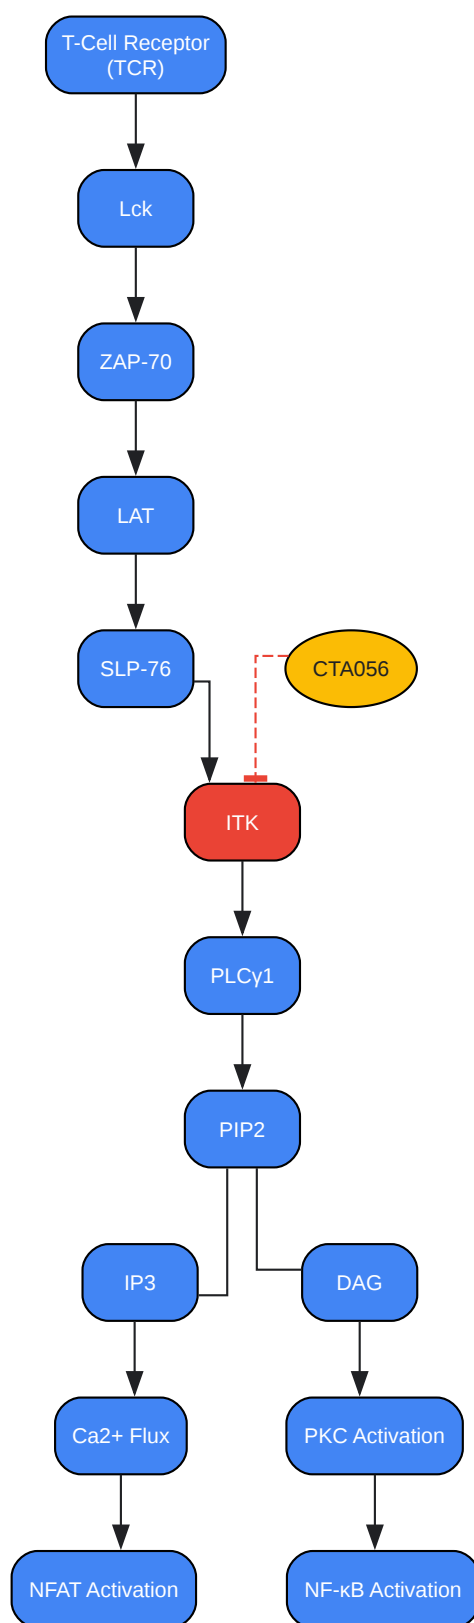 T-Cell Receptor
(TCR)
Lck
ZAP-70
LAT
SLP-76
CTA056
ITK
PLCγ1
PIP2
IP3
DAG
Ca2+ Flux
PKC Activation
NFAT Activation
NF-κB Activation